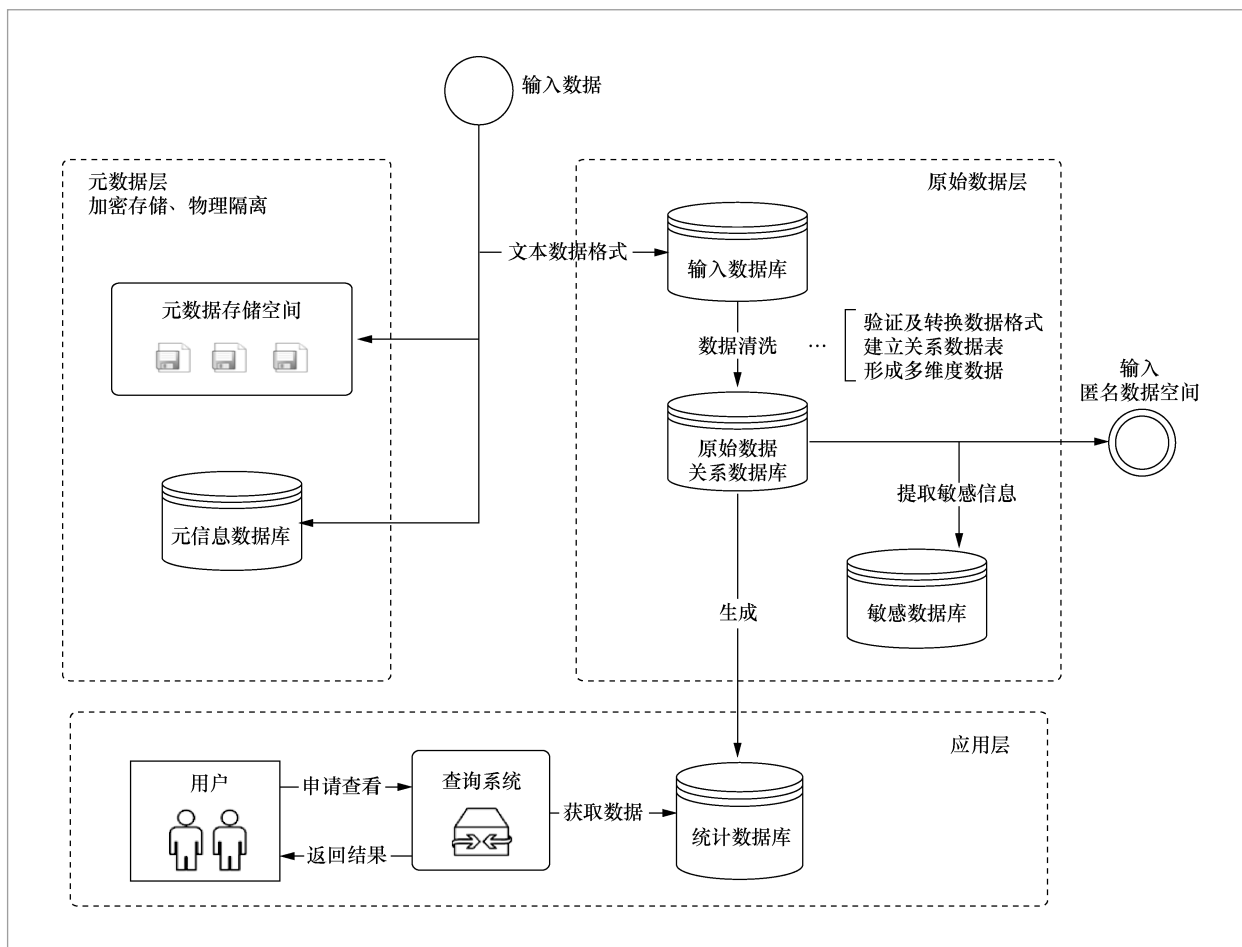 输入数据
元数据层
加密存储、物理隔离
原始数据层
文本数据格式
输入数据库
元数据存储空间
数据清洗
…
验证及转换数据格式
建立关系数据表
形成多维度数据
输入
匿名数据空间
原始数据
关系数据库
提取敏感信息
元信息数据库
敏感数据库
生成
应用层
用户
申请查看
查询系统
获取数据
统计数据库
返回结果